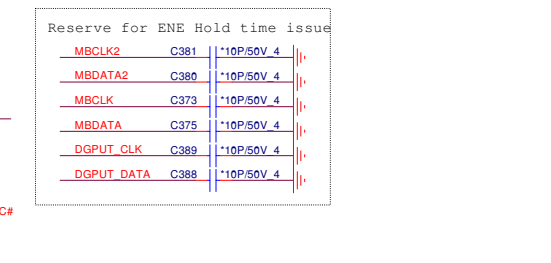 Reserve for ENE Hold time issue
MBCLK2 C381 *10P/50V_4
MBDATA2 C380 *10P/50V_4
MBCLK C373 *10P/50V_4
MBDATA C375 *10P/50V_4
DGPUT_CLK C389 *10P/50V_4
DGPUT_DATA C388 *10P/50V_4
C#